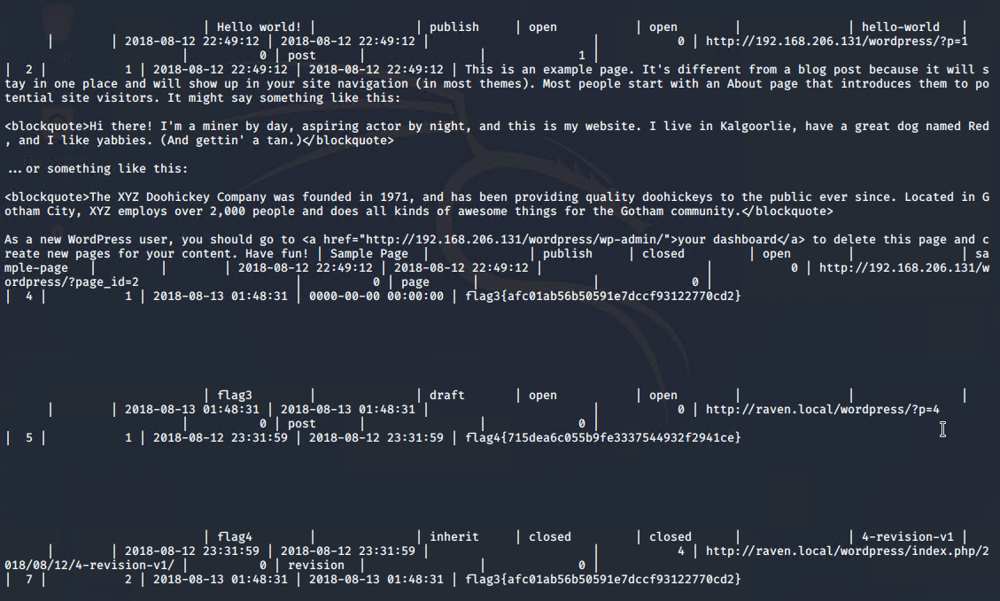 | Hello world! | | publish | open | open | | hello-world
| | 2018-08-12 22:49:12 | 2018-08-12 22:49:12 | | 0 | http://192.168.206.131/wordpress/?p=1
| 0 | post | | 1 |
| 2 | 1 | 2018-08-12 22:49:12 | 2018-08-12 22:49:12 | This is an example page. It's different from a blog post because it will s
tay in one place and will show up in your site navigation (in most themes). Most people start with an About page that introduces them to po
tential site visitors. It might say something like this:
<blockquote>Hi there! I'm a miner by day, aspiring actor by night, and this is my website. I live in Kalgoorlie, have a great dog named Red
, and I like yabbies. (And gettin' a tan.)</blockquote>
...or something like this:
<blockquote>The XYZ Doohickey Company was founded in 1971, and has been providing quality doohickeys to the public ever since. Located in G
otham City, XYZ employs over 2,000 people and does all kinds of awesome things for the Gotham community.</blockquote>
As a new WordPress user, you should go to <a href="http://192.168.206.131/wordpress/wp-admin/">your dashboard</a> to delete this page and c
reate new pages for your content. Have fun! | Sample Page | | publish | closed | open | | sa
mple-page | | | 2018-08-12 22:49:12 | 2018-08-12 22:49:12 | | 0 | http://192.168.206.131/w
ordpress/?page_id=2 | 0 | page | | 0 |
| 4 | 1 | 2018-08-13 01:48:31 | 0000-00-00 00:00:00 | flag3{afc01ab56b50591e7dccf93122770cd2}
| flag3 | | draft | open | open | | |
| | 2018-08-13 01:48:31 | 2018-08-13 01:48:31 | | 0 | http://raven.local/wordpress/?p=4
| 0 | post | | 0 |
| 5 | 1 | 2018-08-12 23:31:59 | 2018-08-12 23:31:59 | flag4{715dea6c055b9fe3337544932f2941ce}
| flag4 | | inherit | closed | closed | | 4-revision-v1 |
| | 2018-08-12 23:31:59 | 2018-08-12 23:31:59 | | 4 | http://raven.local/wordpress/index.php/2
018/08/12/4-revision-v1/ | 0 | revision | | 0 |
| 7 | 2 | 2018-08-13 01:48:31 | 2018-08-13 01:48:31 | flag3{afc01ab56b50591e7dccf93122770cd2}